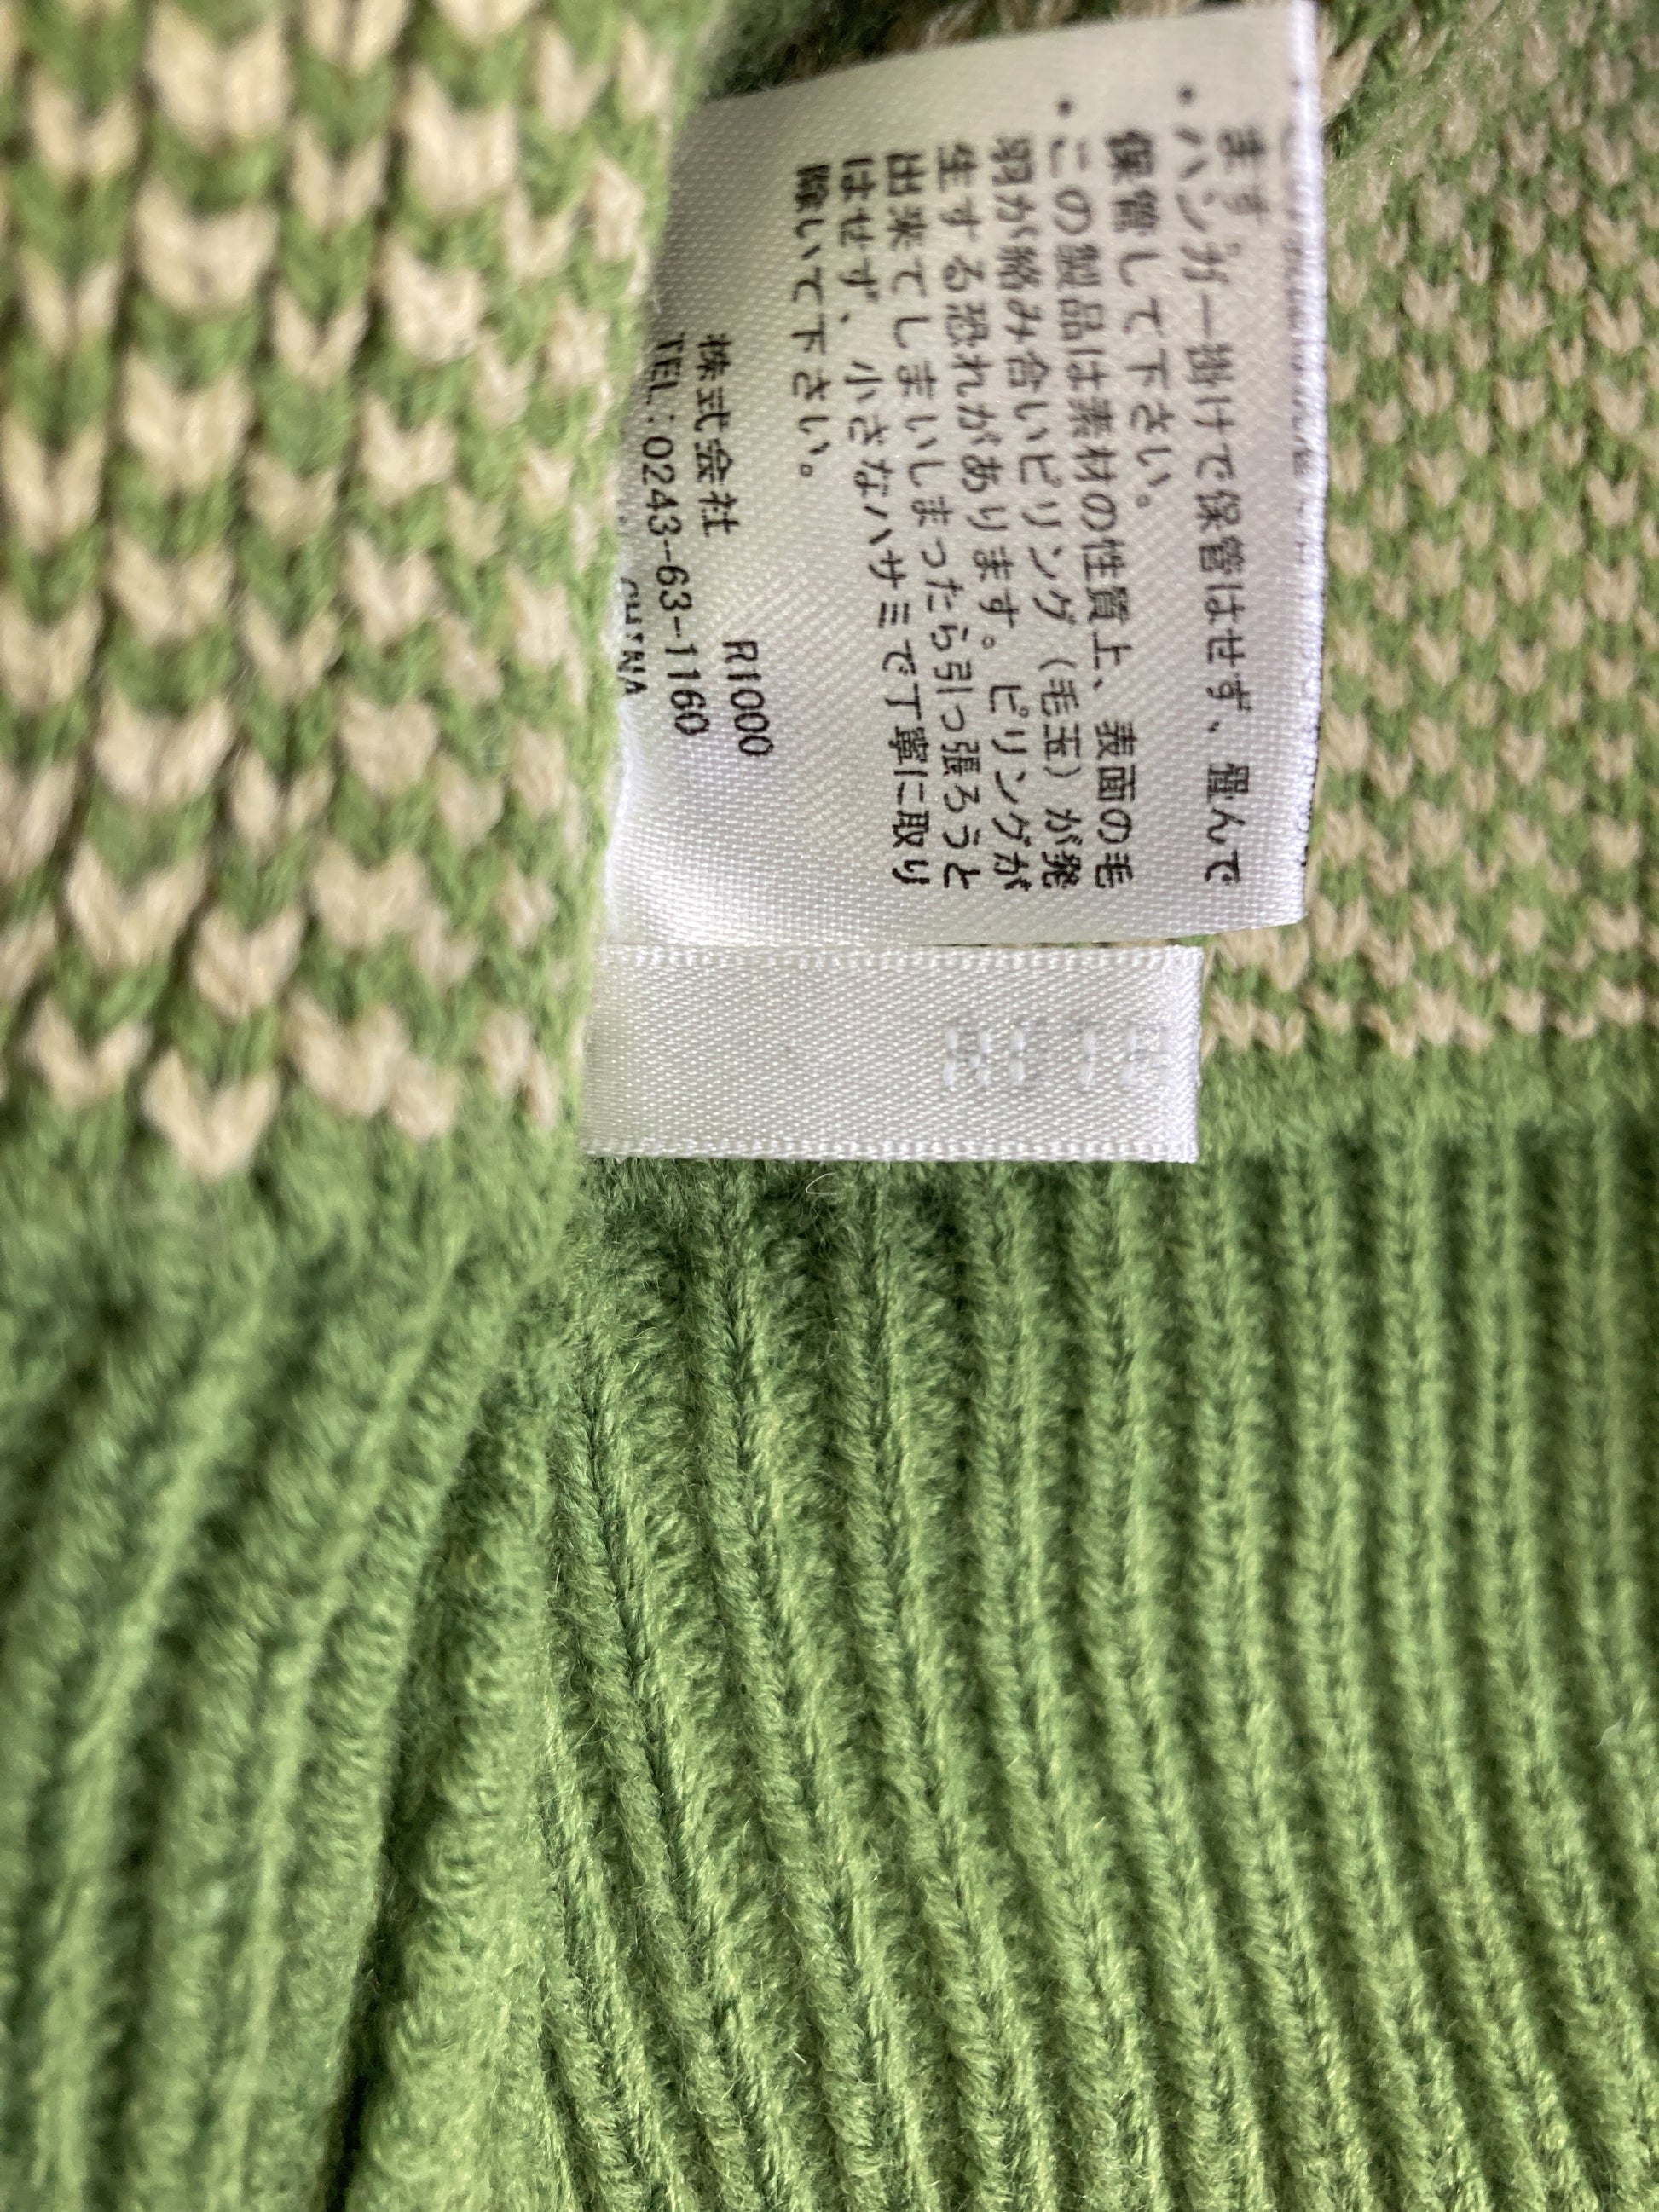 ます
・ハンガー掛けで保管はせず、畳んで
保管して下さい。
・この製品は素材の性質上、表面の毛
羽が絡み合いピリング（毛玉）が発
生する恐れがあります。ピリングが
出来てしまいしまったら引っ張ろうと
はせず、小さなハサミで丁寧に取り
除いて下さい。
R1000
株式会社
TEL:0243-63-1160
CHINA